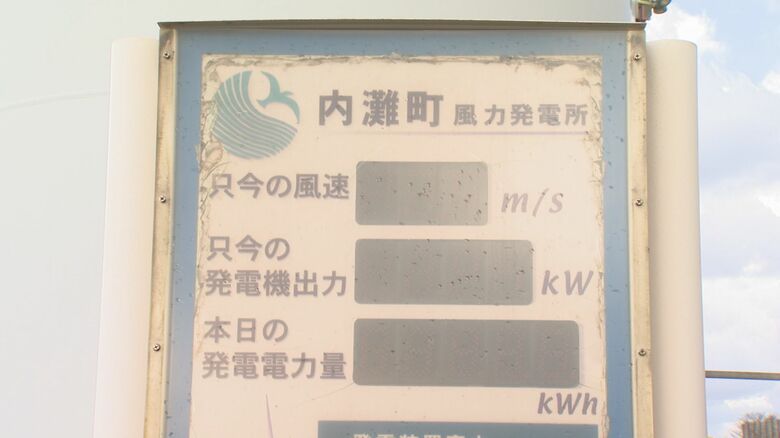 内灘町 風力発電所
只今の風速 m/s
只今の
発電機出力 kW
本日の
発電電力量
kWh